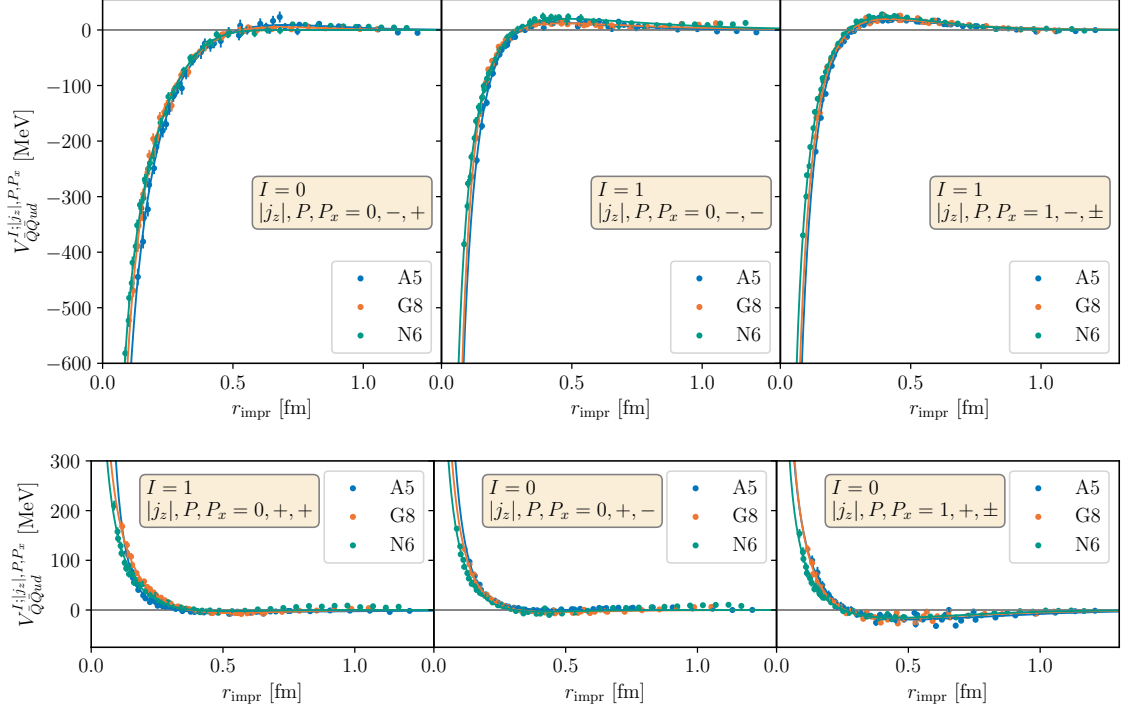 0
−100
−200
−300
−400
−500
−600
V^{I;|j_z|,P,P_x}_{\bar{Q}\bar{Q}ud} [MeV]
I = 0
|j_z|, P, P_x = 0, −, +
A5
G8
N6
0.0 0.5 1.0
r_impr [fm]
I = 1
|j_z|, P, P_x = 0, −, −
A5
G8
N6
0.0 0.5 1.0
r_impr [fm]
I = 1
|j_z|, P, P_x = 1, −, ±
A5
G8
N6
0.0 0.5 1.0
r_impr [fm]
300
200
100
0
V^{I;|j_z|,P,P_x}_{\bar{Q}Qud} [MeV]
I = 1
|j_z|, P, P_x = 0, +, +
A5
G8
N6
0.0 0.5 1.0
r_impr [fm]
I = 0
|j_z|, P, P_x = 0, +, −
A5
G8
N6
0.0 0.5 1.0
r_impr [fm]
I = 0
|j_z|, P, P_x = 1, +, ±
A5
G8
N6
0.0 0.5 1.0
r_impr [fm]